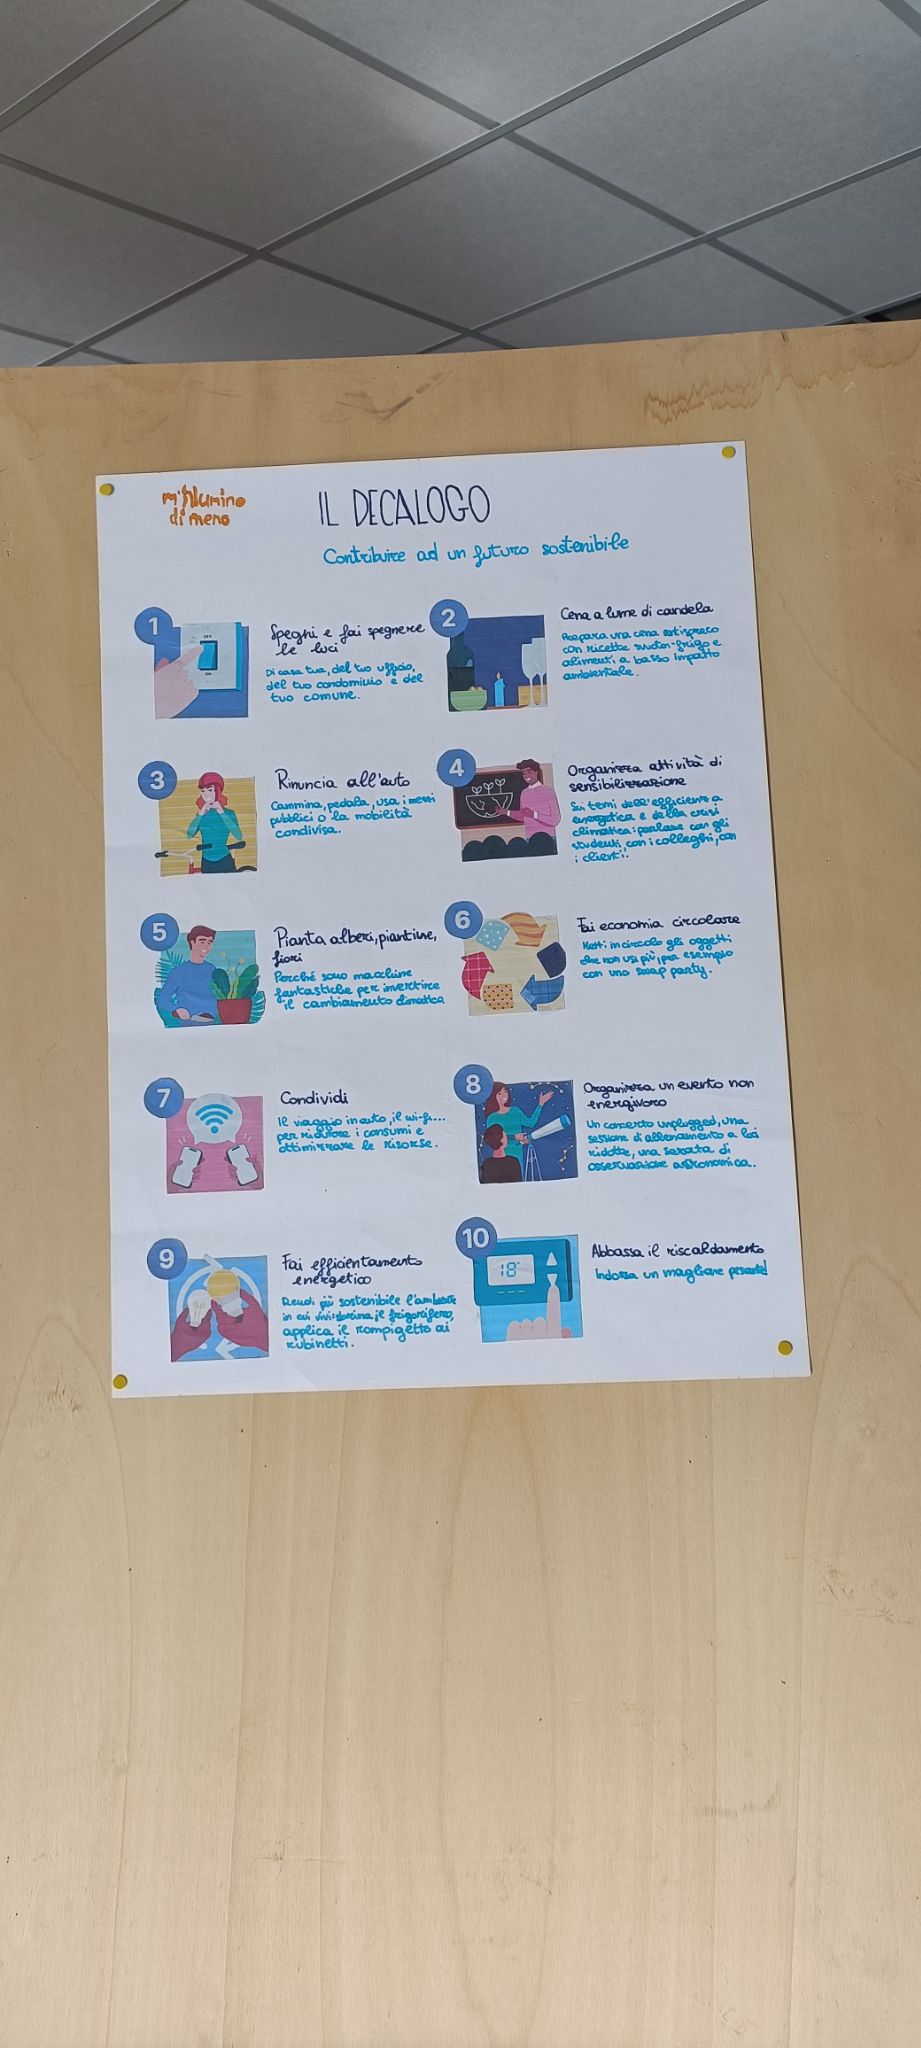 m'illumino
di meno
IL DECALOGO
Contribuire ad un futuro sostenibile
1
OFF
ON
Spegni e fai spegnere
le luci
Di casa tua, del tuo ufficio,
del tuo condominio e del
tuo comune.
2
Cena a lume di candela
Prepara una cena antispreco
con ricette svuota-frigo e
alimenti a basso impatto
ambientale.
3
Rinuncia all'auto
Cammina, pedala, usa i mezzi
pubblici o la mobilità
condivisa.
4
Organizza attività di
sensibilizzazione
Sui temi dell'efficienza
energetica e della crisi
climatica: parlane con gli
studenti, con i colleghi, con
i clienti!
5
Pianta alberi, piantine,
fiori
Perché sono macchine
fantastiche per invertire
il cambiamento climatico
6
Fai economia circolare
Metti in circolo gli oggetti
che non usi più, per esempio
con uno swap party.
7
Condividi
Il viaggio in auto, il wi-fi...
per ridurre i consumi e
ottimizzare le risorse.
8
Organizza un evento non
energivoro
Un concerto unplugged, una
sessione di allenamento a luci
ridotte, una serata di
osservazione astronomica.
9
Fai efficientamento
energetico
Rendi più sostenibile l'ambiente
in cui vivi: sbrina il frigorifero,
applica il rompigetto ai
rubinetti.
10
18°
Abbassa il riscaldamento
Indossa un maglione pesante!